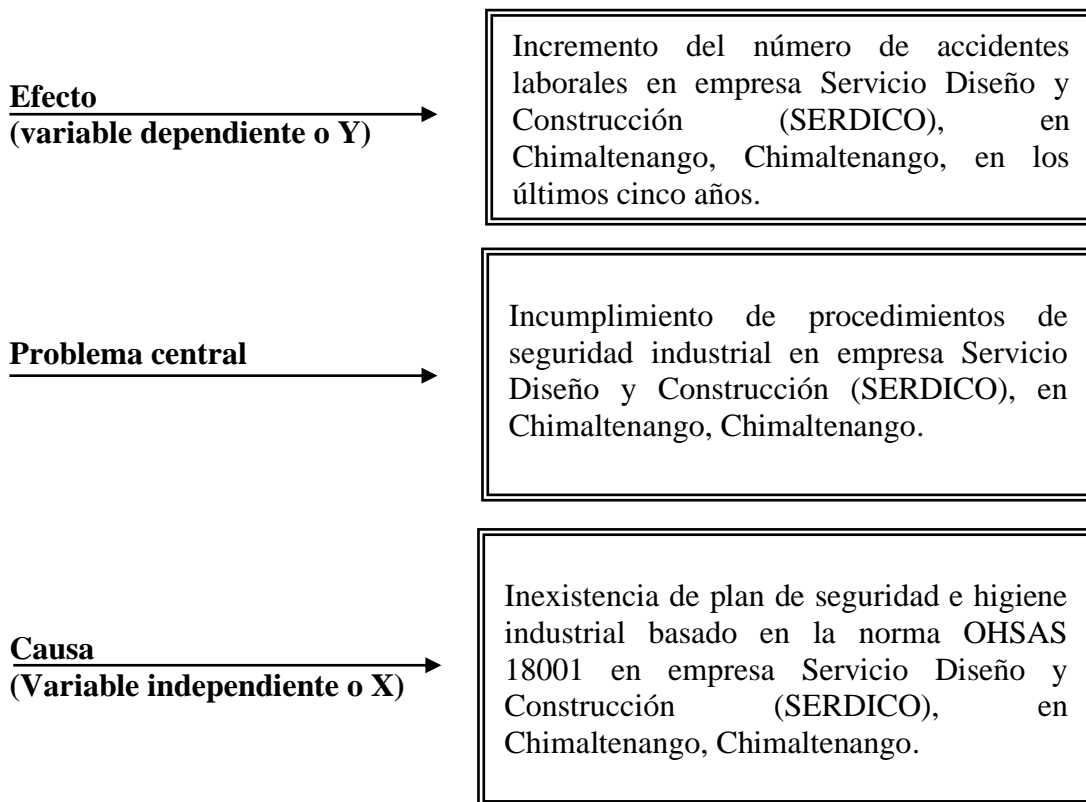 Efecto
(variable dependiente o Y)
Incremento del número de accidentes
laborales en empresa Servicio Diseño y
Construcción (SERDICO), en
Chimaltenango, Chimaltenango, en los
últimos cinco años.
Problema central
Incumplimiento de procedimientos de
seguridad industrial en empresa Servicio
Diseño y Construcción (SERDICO), en
Chimaltenango, Chimaltenango.
Causa
(Variable independiente o X)
Inexistencia de plan de seguridad e higiene
industrial basado en la norma OHSAS
18001 en empresa Servicio Diseño y
Construcción (SERDICO), en
Chimaltenango, Chimaltenango.